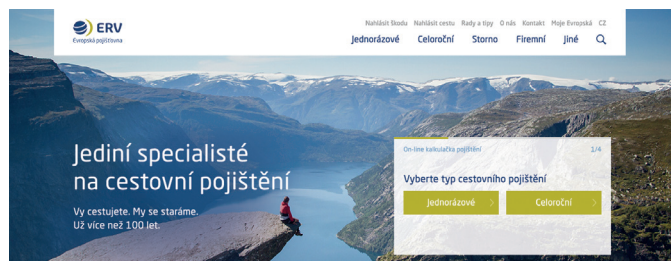 ERV
Evropská pojišťovna
Nahlásit škodu Nahlásit cestu Rady a tipy O nás Kontakt Moje Evropská CZ
Jednorázové Celoroční Storno Firemní Jiné
Jediní specialisté
na cestovní pojištění
Vy cestujete. My se staráme.
Už více než 100 let.
On-line kalkulačka pojištění 1/4
Vyberte typ cestovního pojištění
Jednorázové Celoroční